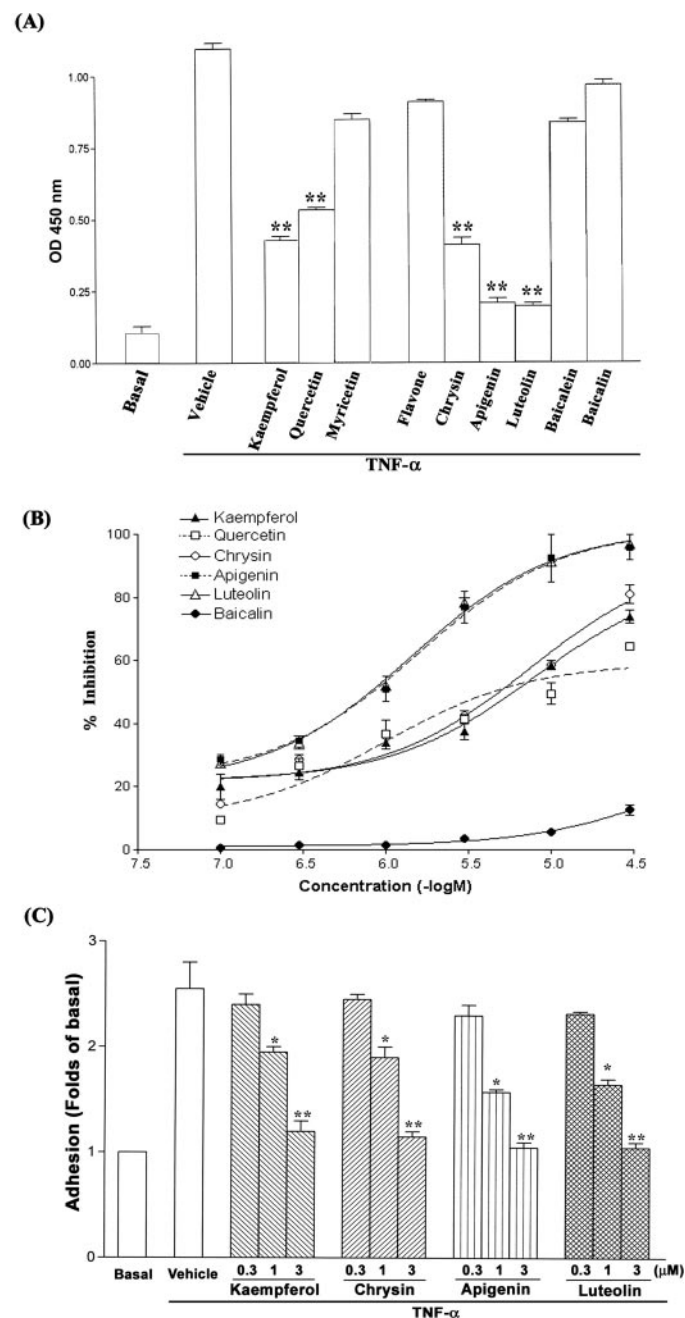 (A)
OD 450 nm
1.00
0.75
0.50
0.25
0.00
**
**
**
**
**
Basal
Vehicle
Kaempferol
Quercetin
Myricetin
Flavone
Chrysin
Apigenin
Luteolin
Baicalein
Baicalin
TNF-α
(B)
Kaempferol
Quercetin
Chrysin
Apigenin
Luteolin
Baicalin
% Inhibition
100
80
60
40
20
0
7.5 7.0 6.5 6.0 5.5 5.0 4.5
Concentration (-logM)
(C)
Adhesion (Folds of basal)
3
2
1
0
* ** * ** * ** * **
Basal Vehicle 0.3 1 3 0.3 1 3 0.3 1 3 0.3 1 3 (μM)
Kaempferol Chrysin Apigenin Luteolin
TNF-α